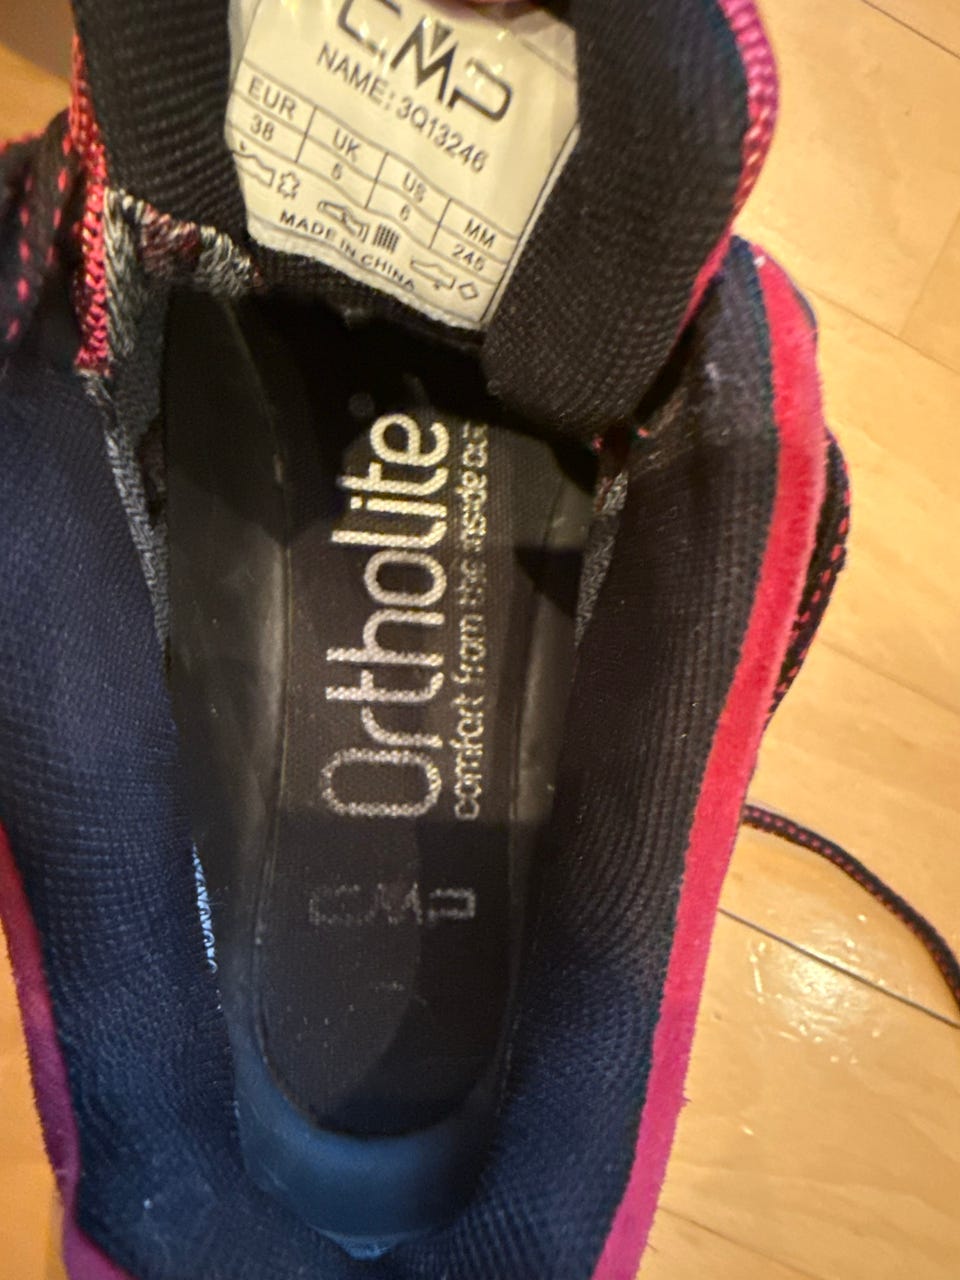 CMP
NAME: 3Q13246
EUR UK US MM
38 5 6 245
MADE IN CHINA
Ortholite
comfort from the inside out
CMP